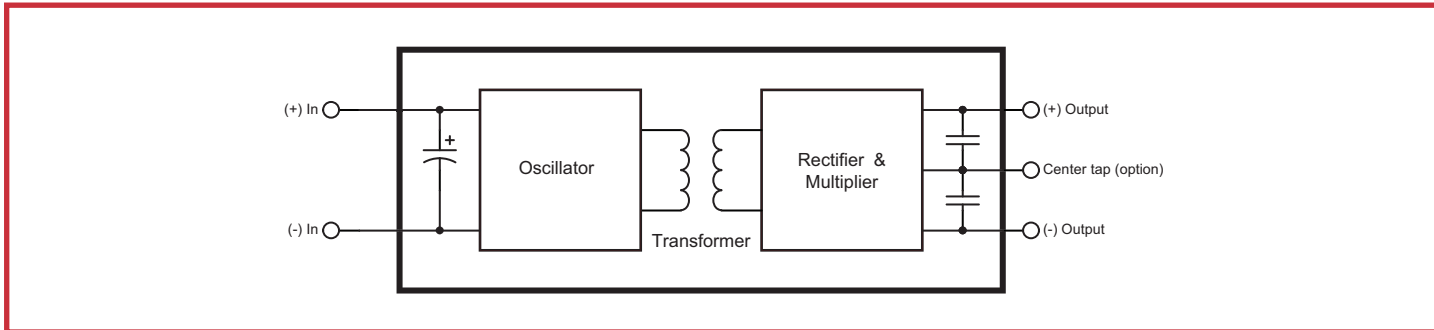 (+) In
(-) In
+
Oscillator
Transformer
Rectifier &
Multiplier
(+) Output
Center tap (option)
(-) Output